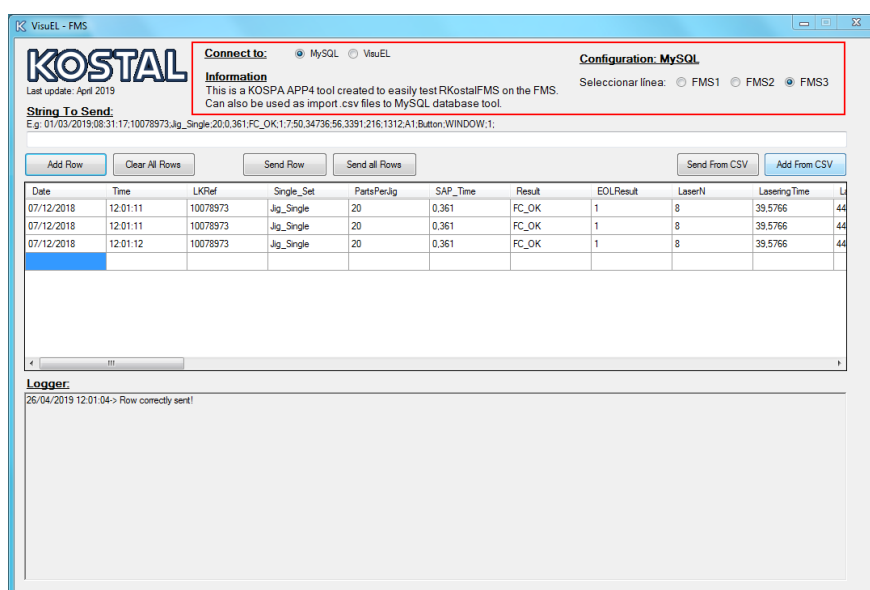 VisuEL - FMS
KOSTAL
Last update: April 2019
Connect to: MySQL VisuEL
Information
This is a KOSPA APP4 tool created to easily test RKostalFMS on the FMS.
Can also be used as import .csv files to MySQL database tool.
Configuration: MySQL
Seleccionar línea: FMS1 FMS2 FMS3
String To Send:
E.g: 01/03/2019;08:31:17;10078973;Jig_Single;20;0,361;FC_OK;1;7;50,34736;56,3391;216;1312;A1;Button;WINDOW;1;
Add Row Clear All Rows Send Row Send all Rows Send From CSV Add From CSV
Date Time LKRef Single_Set PartsPerJig SAP_Time Result EOLResult LaserN LaseringTime
07/12/2018 12:01:11 10078973 Jig_Single 20 0,361 FC_OK 1 8 39,5766 44
07/12/2018 12:01:11 10078973 Jig_Single 20 0,361 FC_OK 1 8 39,5766 44
07/12/2018 12:01:12 10078973 Jig_Single 20 0,361 FC_OK 1 8 39,5766 44
Logger:
26/04/2019 12:01:04-> Row correctly sent!